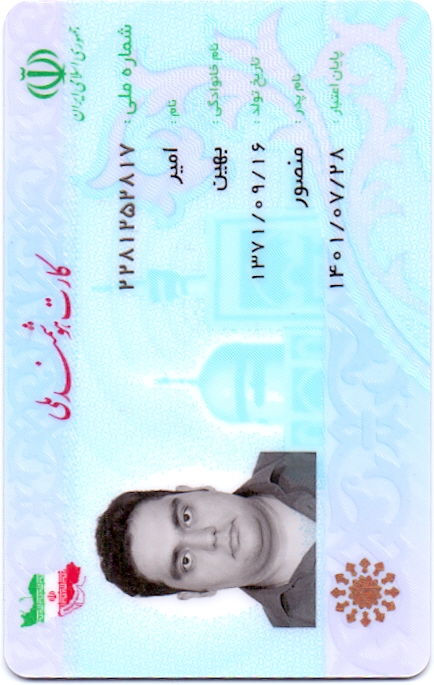 کارت هوشمند ملی
جمهوری اسلامی ایران
شماره ملی : ۲۲۸۱۲۵۲۸۱۷
نام : امیر
نام خانوادگی : بهین
تاریخ تولد : ۱۳۷۱/۰۹/۱۶
نام پدر : منصور
پایان اعتبار : ۱۴۰۱/۰۷/۲۸